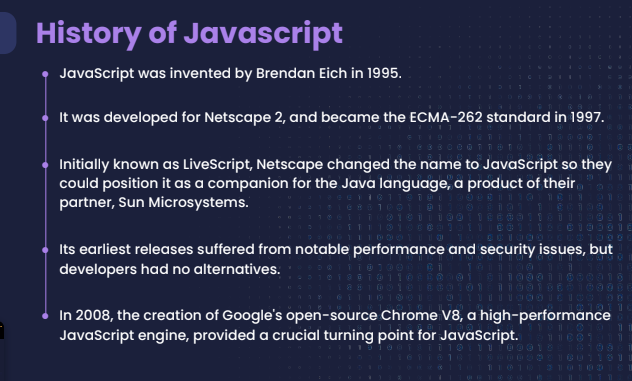 History of Javascript
JavaScript was invented by Brendan Eich in 1995.
It was developed for Netscape 2, and became the ECMA-262 standard in 1997.
Initially known as LiveScript, Netscape changed the name to JavaScript so they
could position it as a companion for the Java language, a product of their
partner, Sun Microsystems.
Its earliest releases suffered from notable performance and security issues, but
developers had no alternatives.
In 2008, the creation of Google's open-source Chrome V8, a high-performance
JavaScript engine, provided a crucial turning point for JavaScript.